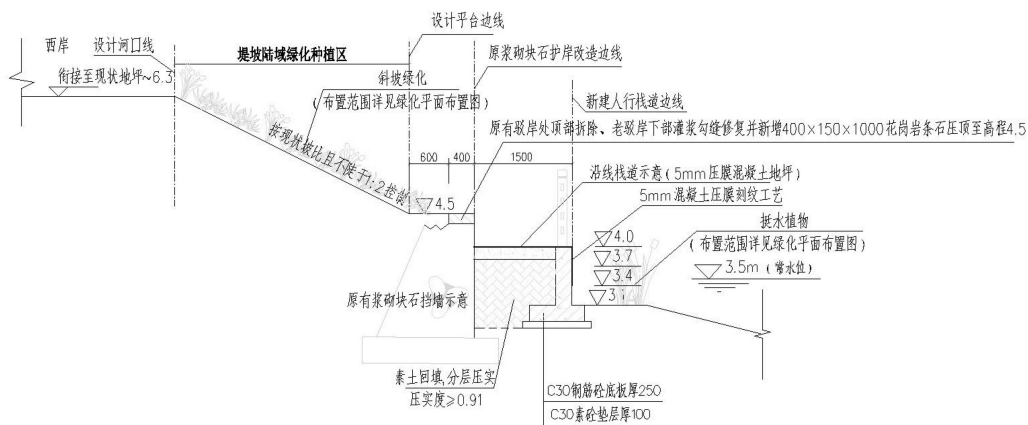 设计平台边线
西岸
设计河口线
堤坡陆域绿化种植区
原浆砌块石护岸改造边线
衔接至现状地坪~6.3
斜坡绿化
(布置范围详见绿化平面布置图)
新建人行栈道边线
原有驳岸处顶部拆除、老驳岸下部灌浆勾缝修复并新增400×150×1000花岗岩条石压顶至高程4.5
按现状坡比且不陡于1:2控制
600
400
1500
沿线栈道示意(5mm压膜混凝土地坪)
5mm混凝土压膜刻纹工艺
4.5
挺水植物
(布置范围详见绿化平面布置图)
4.0
3.7
3.4
3.5m(常水位)
原有浆砌块石挡墙示意
素土回填,分层压实
压实度≥0.91
C30钢筋砼底板厚250
C30素砼垫层厚100